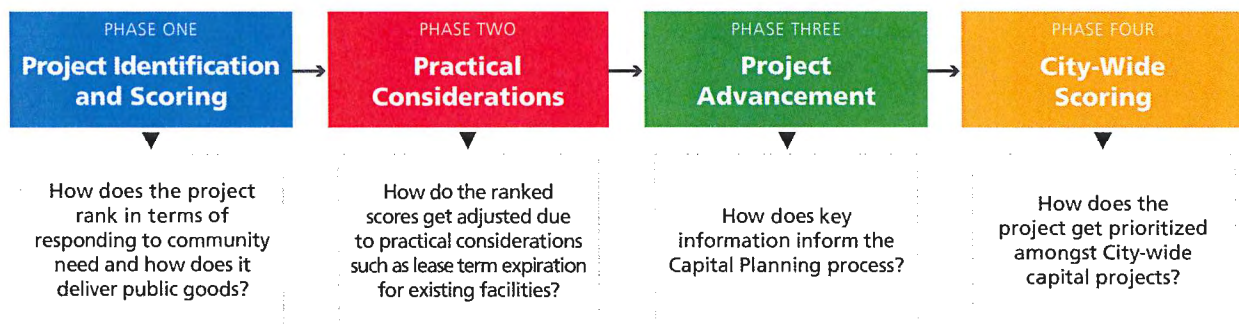 PHASE ONE
Project Identification
and Scoring
PHASE TWO
Practical
Considerations
PHASE THREE
Project
Advancement
PHASE FOUR
City-Wide
Scoring
How does the project
rank in terms of
responding to community
need and how does it
deliver public goods?
How do the ranked
scores get adjusted due
to practical considerations
such as lease term expiration
for existing facilities?
How does key
information inform the
Capital Planning process?
How does the
project get prioritized
amongst City-wide
capital projects?